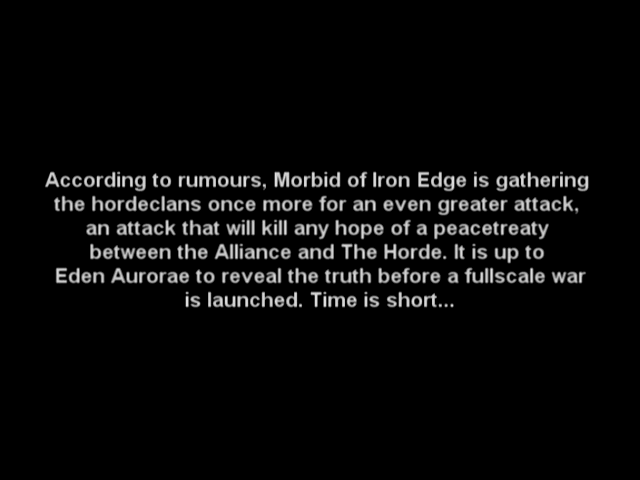 According to rumours, Morbid of Iron Edge is gathering
the hordeclans once more for an even greater attack,
an attack that will kill any hope of a peacetreaty
between the Alliance and The Horde. It is up to
Eden Aurorae to reveal the truth before a fullscale war
is launched. Time is short...